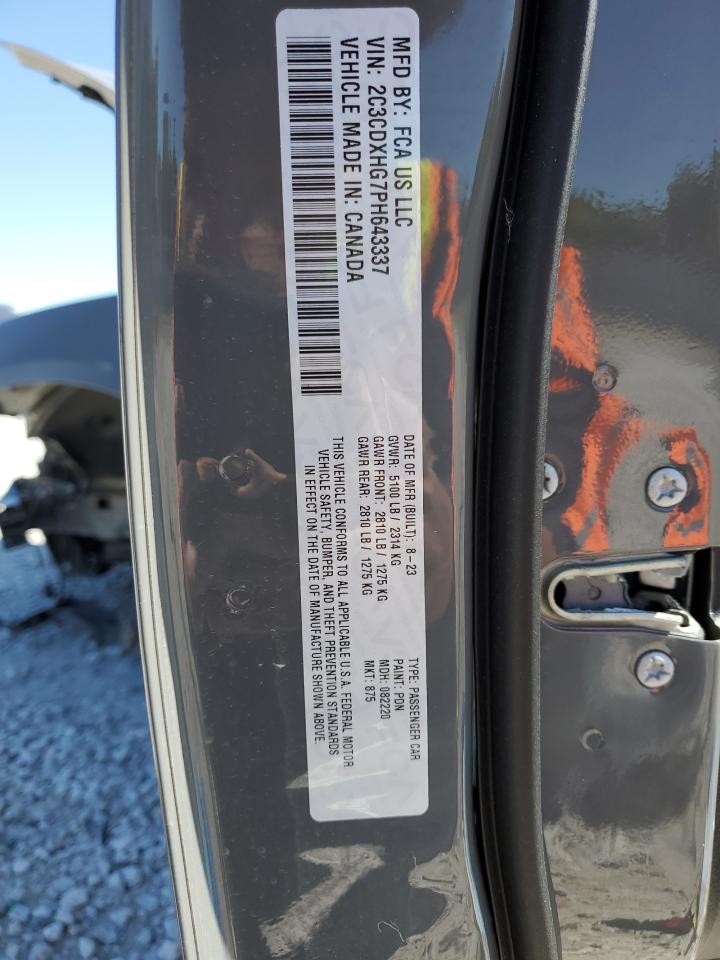 MFD BY: FCA US LLC
VIN: 2C3CDXHG7PH643337
VEHICLE MADE IN: CANADA
DATE OF MFR (BUILT): 8-23
GVWR: 5100 LB / 2314 KG
GAWR FRONT: 2810 LB / 1275 KG
GAWR REAR: 2810 LB / 1275 KG
THIS VEHICLE CONFORMS TO ALL APPLICABLE U.S.A. FEDERAL MOTOR
VEHICLE SAFETY, BUMPER, AND THEFT PREVENTION STANDARDS
IN EFFECT ON THE DATE OF MANUFACTURE SHOWN ABOVE.
TYPE: PASSENGER CAR
PAINT: PDN
MDH: 082220
MKT: 875